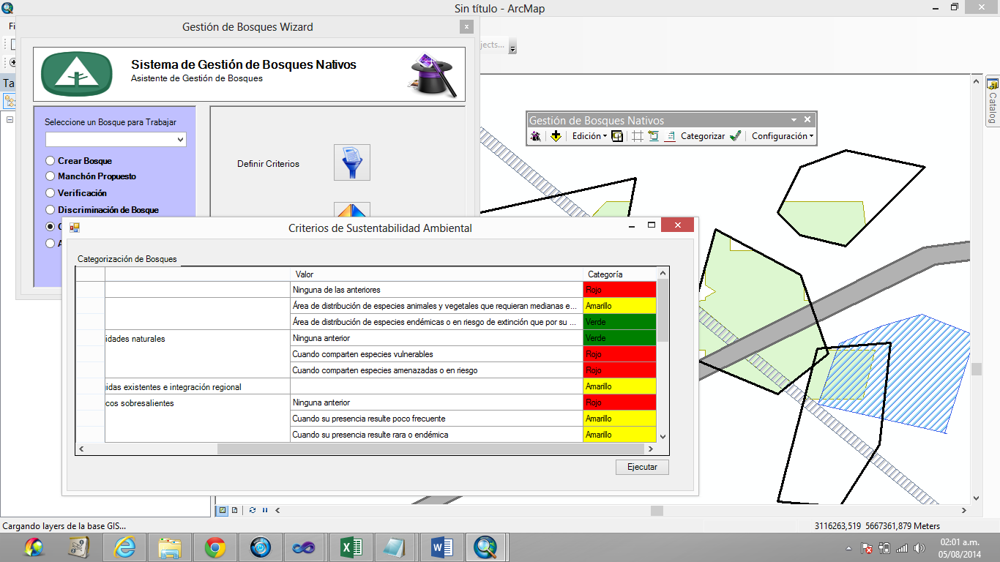 Sin título - ArcMap
Fi
Gestión de Bosques Wizard
Sistema de Gestión de Bosques Nativos
Asistente de Gestión de Bosques
jects...
Ta
Catalog
Seleccione un Bosque para Trabajar
Crear Bosque
Manchón Propuesto
Verificación
Discriminación de Bosque
C
A
Definir Criterios
Gestión de Bosques Nativos
Edición
Categorizar
Configuración
Criterios de Sustentabilidad Ambiental
Categorización de Bosques
Valor Categoría
Ninguna de las anteriores Rojo
Área de distribución de especies animales y vegetales que requieran medianas e... Amarillo
Área de distribución de especies endémicas o en riesgo de extinción que por su ... Verde
idades naturales Ninguna anterior Verde
Cuando comparten especies vulnerables Rojo
Cuando comparten especies amenazadas o en riesgo Rojo
idas existentes e integración regional Amarillo
cos sobresalientes Ninguna anterior Rojo
Cuando su presencia resulte poco frecuente Amarillo
Cuando su presencia resulte rara o endémica Amarillo
Ejecutar
Cargando layers de la base GIS...
3116263,519 5667361,879 Meters
02:01 a.m.
05/08/2014